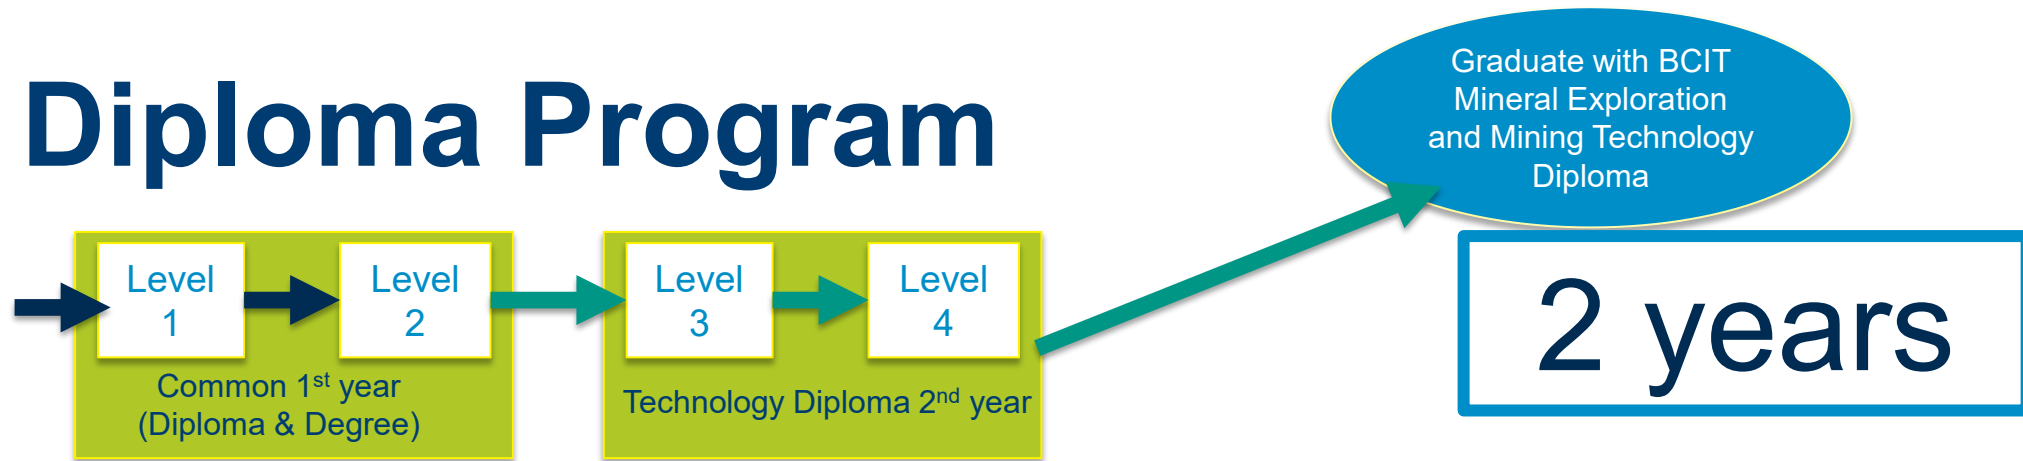 Diploma Program
Graduate with BCIT
Mineral Exploration
and Mining Technology
Diploma
Level
1
Level
2
Common 1st year
(Diploma & Degree)
Level
3
Level
4
Technology Diploma 2nd year
2 years